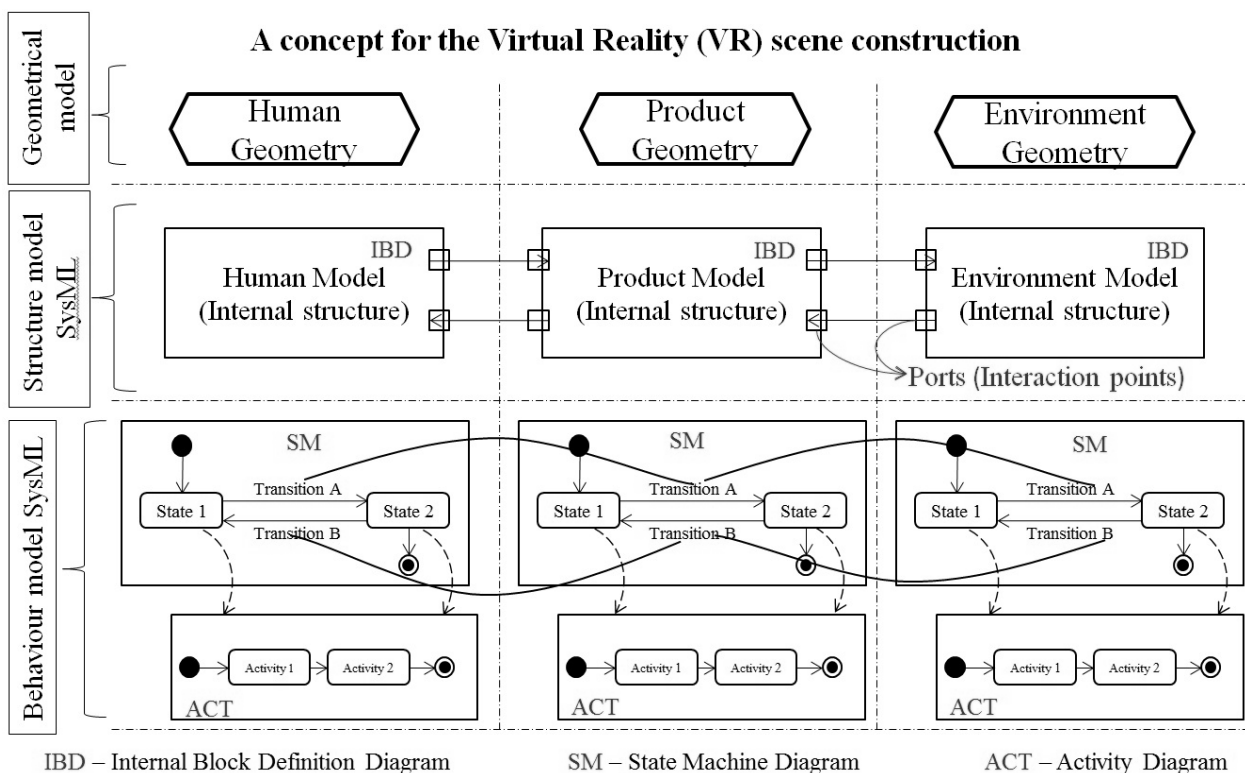 A concept for the Virtual Reality (VR) scene construction
Geometrical
model
Human
Geometry
Product
Geometry
Environment
Geometry
Structure model
SysML
IBD
Human Model
(Internal structure)
IBD
Product Model
(Internal structure)
IBD
Environment Model
(Internal structure)
Ports (Interaction points)
Behaviour model SysML
SM
Transition A
State 1
State 2
Transition B
Activity 1
Activity 2
ACT
SM
Transition A
State 1
State 2
Transition B
Activity 1
Activity 2
ACT
SM
Transition A
State 1
State 2
Transition B
Activity 1
Activity 2
ACT
IBD – Internal Block Definition Diagram
SM – State Machine Diagram
ACT – Activity Diagram